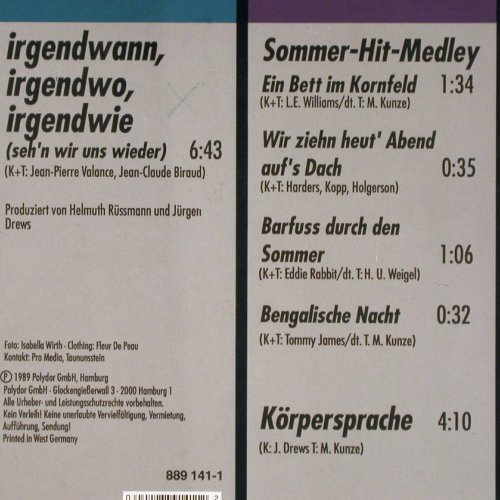 irgendwann,
irgendwo,
irgendwie
(seh'n wir uns wieder) 6:43
(K+T: Jean-Pierre Valance, Jean-Claude Biraud)
Produziert von Helmuth Rüssmann und Jürgen
Drews
Foto: Isabella Wirth - Clothing: Fleur De Peau
Kontakt: Pro Media, Taununsstein
Ⓟ 1989 Polydor GmbH, Hamburg
Polydor GmbH - Glockengießerwall 3 - 2000 Hamburg 1
Alle Urheber- und Leistungsschutzrechte vorbehalten.
Kein Verleih! Keine unerlaubte Vervielfältigung, Vermietung,
Aufführung, Sendung!
Printed in West Germany
889 141-1
Sommer-Hit-Medley
Ein Bett im Kornfeld 1:34
(K+T: L.E. Williams/dt. T: M. Kunze)
Wir ziehn heut' Abend
auf's Dach 0:35
(K+T: Harders, Kopp, Holgerson)
Barfuss durch den
Sommer 1:06
(K+T: Eddie Rabbit/dt. T: H. U. Weigel)
Bengalische Nacht 0:32
(K+T: Tommy James/dt. T. M. Kunze)
Körpersprache 4:10
(K: J. Drews T: M. Kunze)